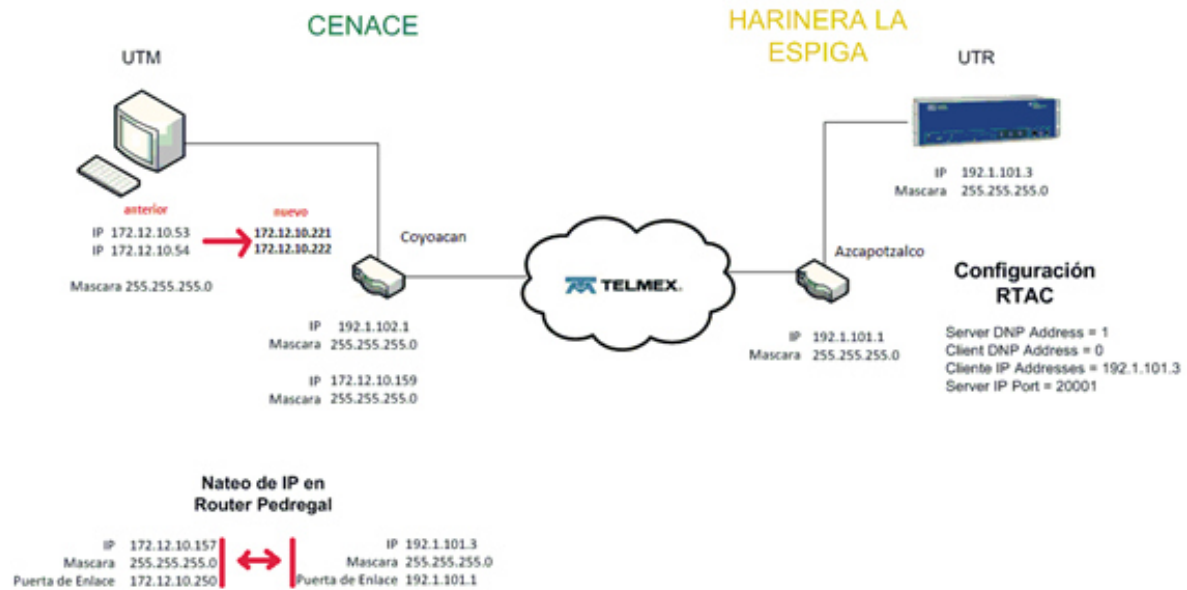 CENACE
HARINERA LA
ESPIGA
UTM
UTR
IP 192.1.101.3
Mascara 255.255.255.0
anterior
nuevo
IP 172.12.10.53
IP 172.12.10.54
172.12.10.221
172.12.10.222
Mascara 255.255.255.0
Coyoacan
TELMEX.
Azcapotzalco
IP 192.1.102.1
Mascara 255.255.255.0
IP 172.12.10.159
Mascara 255.255.255.0
IP 192.1.101.1
Mascara 255.255.255.0
Configuración
RTAC
Server DNP Address = 1
Client DNP Address = 0
Cliente IP Addresses = 192.1.101.3
Server IP Port = 20001
Nateo de IP en
Router Pedregal
IP 172.12.10.157
Mascara 255.255.255.0
Puerta de Enlace 172.12.10.250
IP 192.1.101.3
Mascara 255.255.255.0
Puerta de Enlace 192.1.101.1